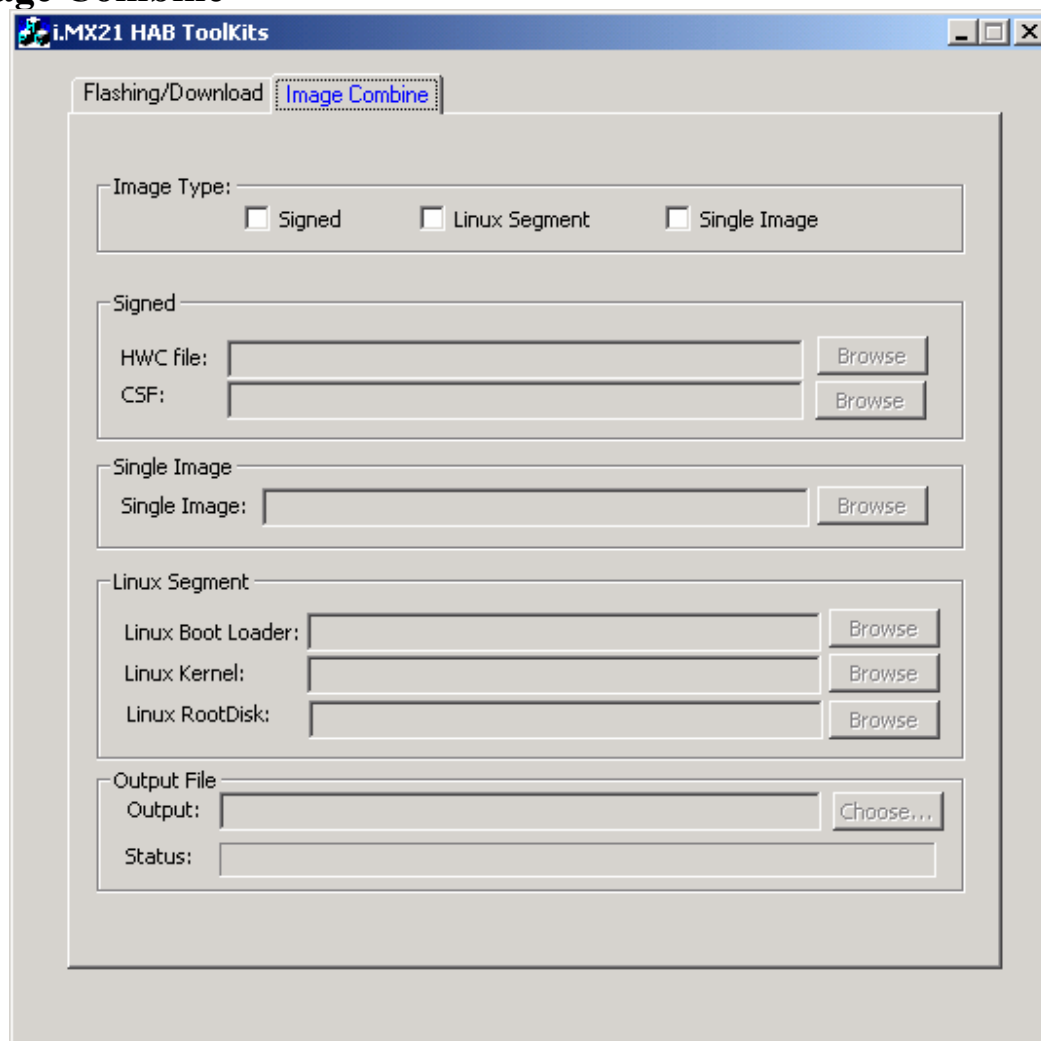 age Combine
i.MX21 HAB ToolKits
Flashing/Download Image Combine
Image Type:
Signed Linux Segment Single Image
Signed
HWC file: Browse
CSF: Browse
Single Image
Single Image: Browse
Linux Segment
Linux Boot Loader: Browse
Linux Kernel: Browse
Linux RootDisk: Browse
Output File
Output: Choose...
Status: